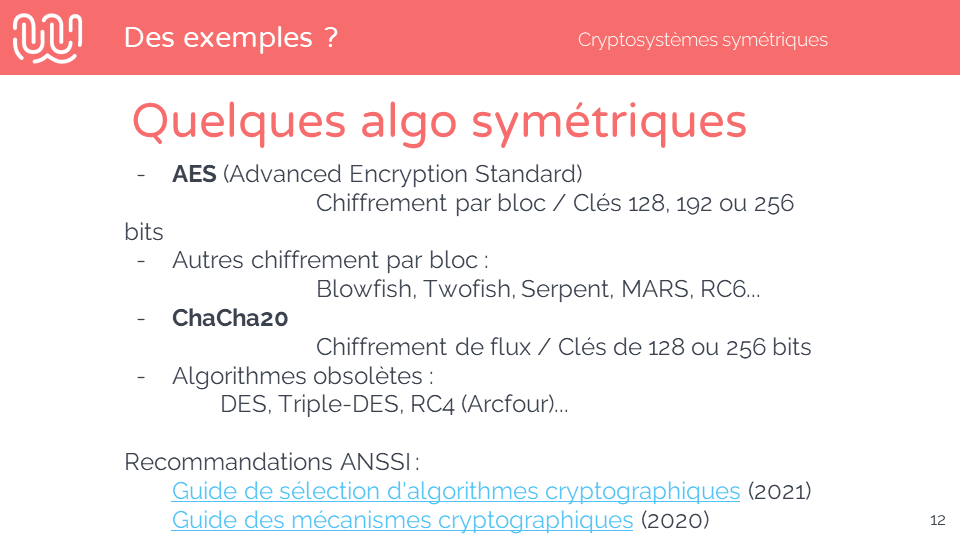 Des exemples ?
Cryptosystèmes symétriques
Quelques algo symétriques
- AES (Advanced Encryption Standard)
Chiffrement par bloc / Clés 128, 192 ou 256
bits
- Autres chiffrement par bloc :
Blowfish, Twofish, Serpent, MARS, RC6...
- ChaCha20
Chiffrement de flux / Clés de 128 ou 256 bits
- Algorithmes obsolètes :
DES, Triple-DES, RC4 (Arcfour)...
Recommandations ANSSI :
Guide de sélection d'algorithmes cryptographiques (2021)
Guide des mécanismes cryptographiques (2020)
12